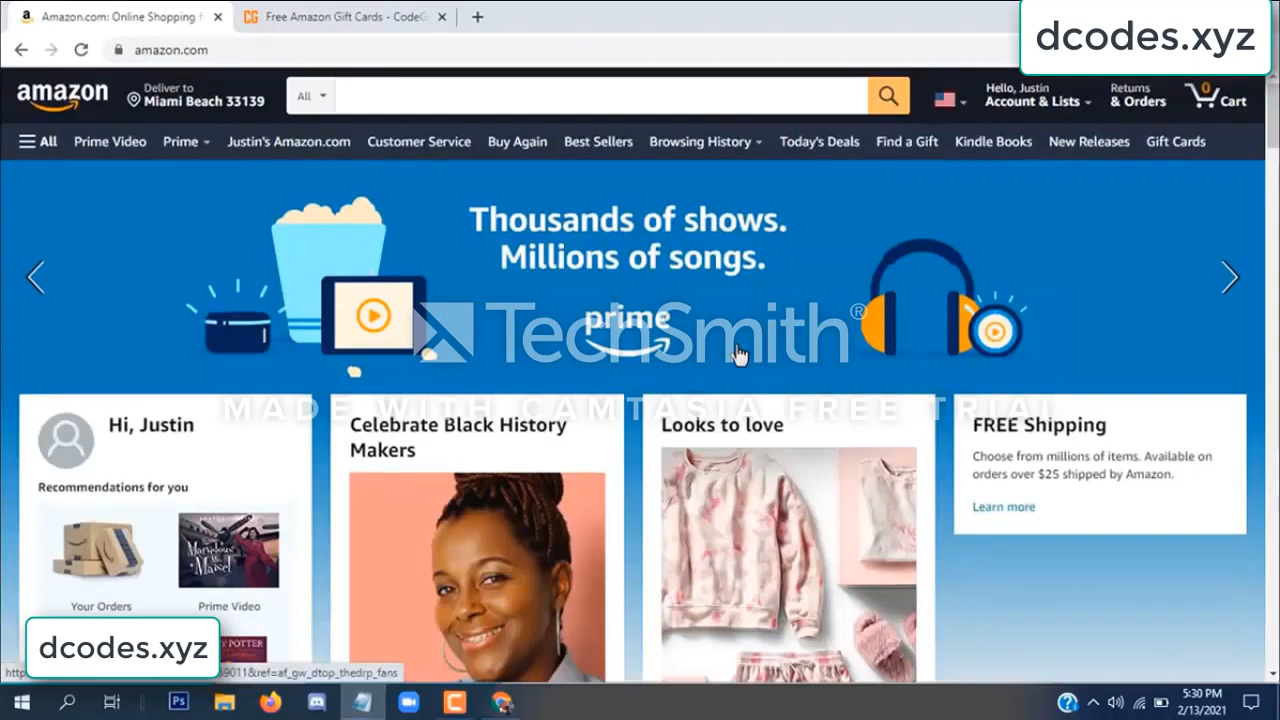 Amazon.com: Online Shopping f
Free Amazon Gift Cards - CodeG
dcodes.xyz
amazon.com
amazon
Deliver to
Miami Beach 33139
All
Hello, Justin
Account & Lists
Returns
& Orders
0
Cart
All
Prime Video
Prime
Justin's Amazon.com
Customer Service
Buy Again
Best Sellers
Browsing History
Today's Deals
Find a Gift
Kindle Books
New Releases
Gift Cards
Thousands of shows.
Millions of songs.
prime
TechSmith®
MADE WITH CAMTASIA FREE TRIAL
Hi, Justin
Recommendations for you
Your Orders
Prime Video
Celebrate Black History
Makers
Looks to love
FREE Shipping
Choose from millions of items. Available on
orders over $25 shipped by Amazon.
Learn more
dcodes.xyz
9011&ref=af_gw_dtop_thedrp_fans
Ps
5:30 PM
2/13/2021